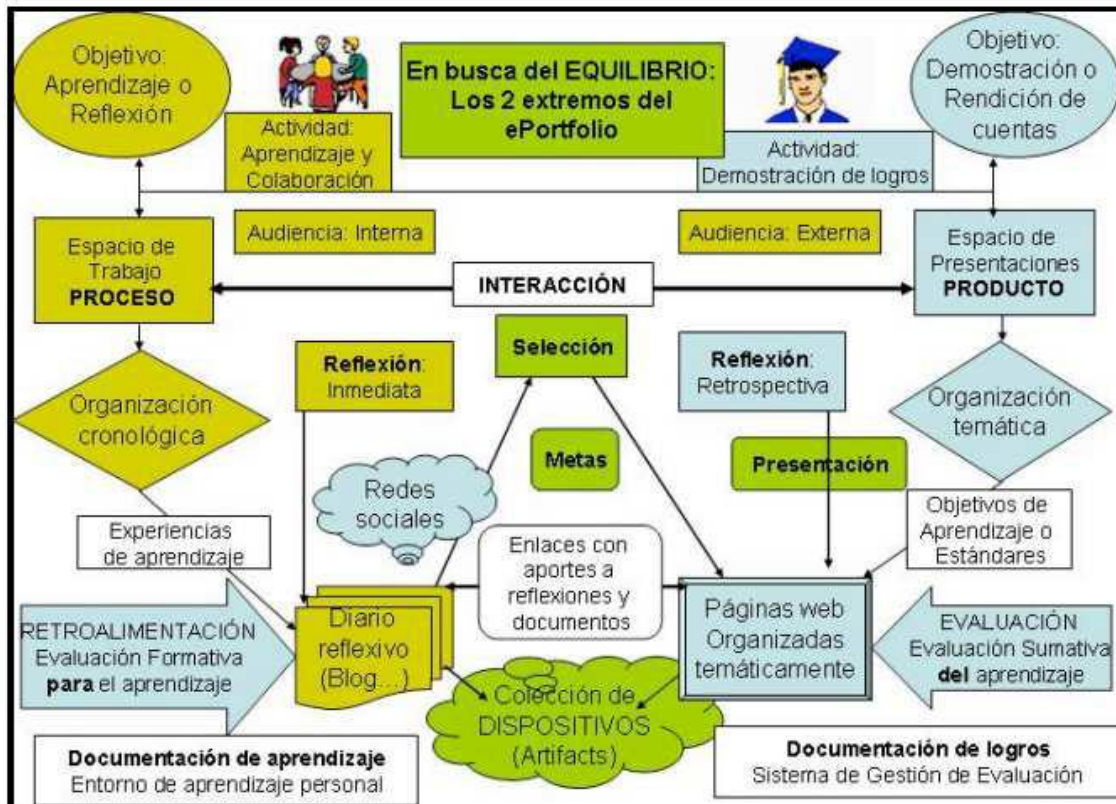 Objetivo:
Aprendizaje o
Reflexión
Actividad:
Aprendizaje y
Colaboración
En busca del EQUILIBRIO:
Los 2 extremos del
ePortfolio
Actividad:
Demostración de logros
Objetivo:
Demostración o
Rendición de
cuentas
Audiencia: Interna
Audiencia: Externa
Espacio de
Trabajo
PROCESO
INTERACCIÓN
Espacio de
Presentaciones
PRODUCTO
Organización
cronológica
Reflexión:
Inmediata
Selección
Reflexión:
Retrospectiva
Organización
temática
Redes
sociales
Metas
Presentación
Experiencias
de aprendizaje
Enlaces con
aportes a
reflexiones y
documentos
Objetivos de
Aprendizaje o
Estándares
RETROALIMENTACIÓN
Evaluación Formativa
para el aprendizaje
Diario
reflexivo
(Blog...)
Páginas web
Organizadas
temáticamente
EVALUACIÓN
Evaluación Sumativa
del aprendizaje
Colección de
DISPOSITIVOS
(Artifacts)
Documentación de aprendizaje
Entorno de aprendizaje personal
Documentación de logros
Sistema de Gestión de Evaluación